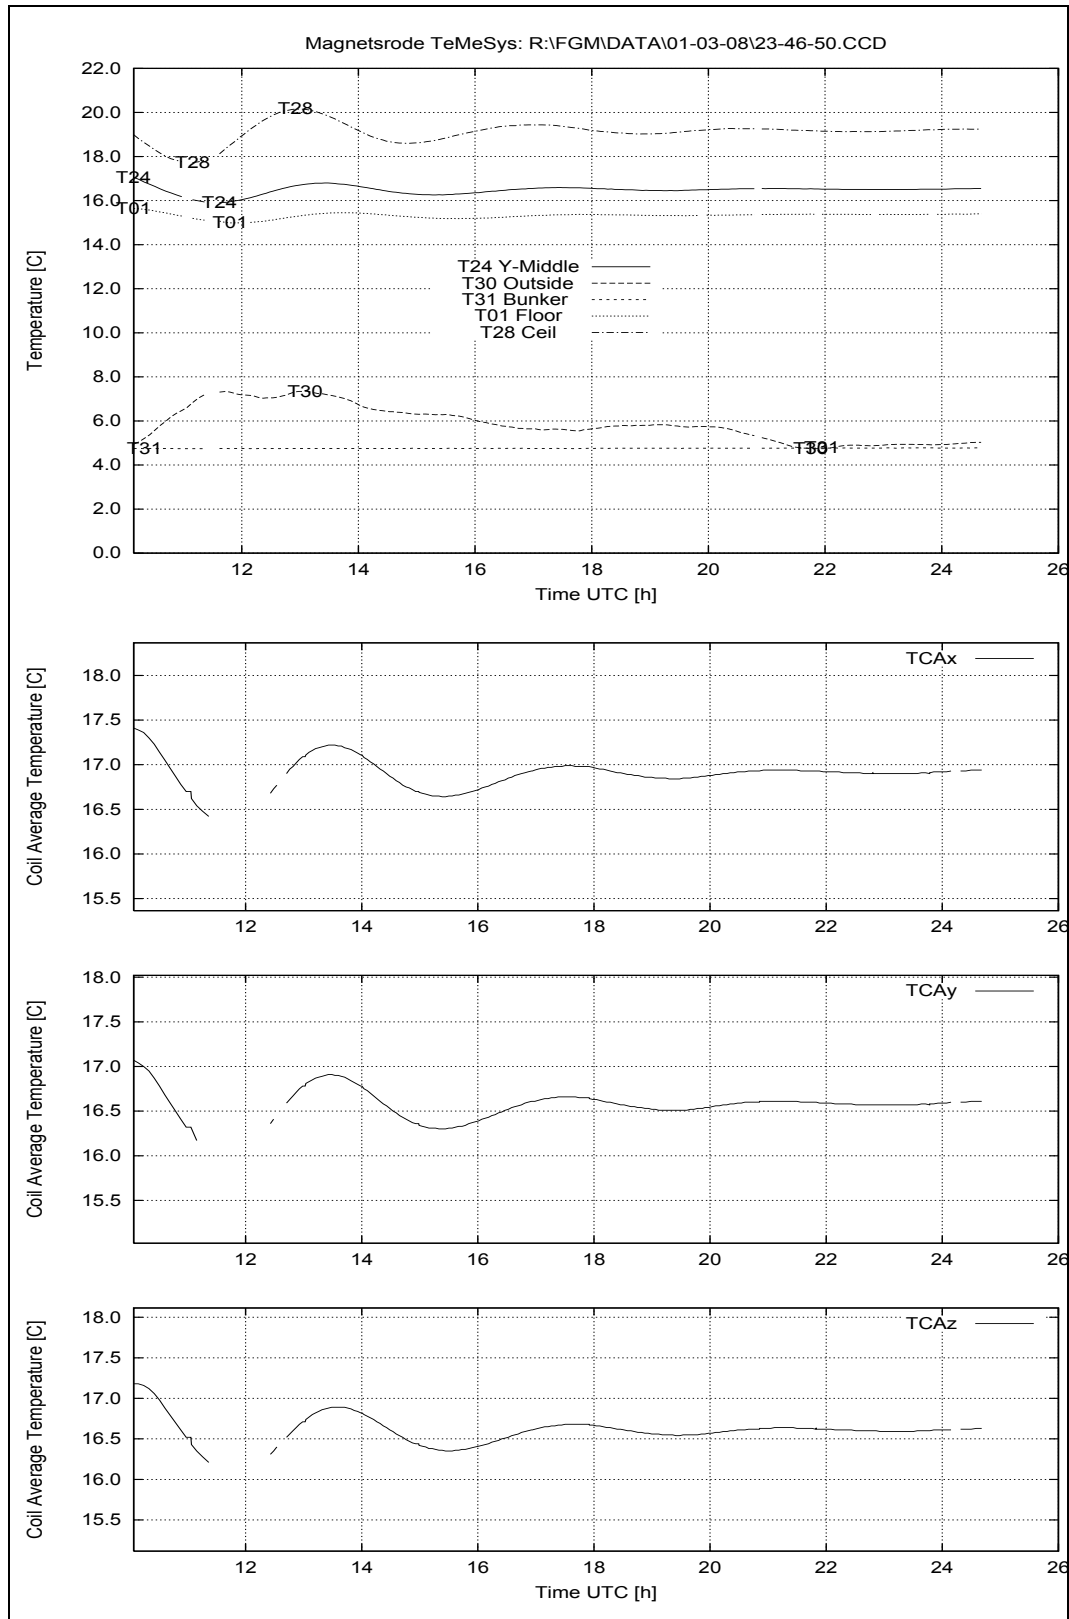 Magnetsrode TeMeSys: R:\FGM\DATA\01-03-08\23-46-50.CCD
22.0
20.0
18.0
16.0
14.0
12.0
10.0
8.0
6.0
4.0
2.0
0.0
Temperature [C]
T28
T28
T24
T24
T01
T01
T24 Y-Middle
T30 Outside
T31 Bunker
T01 Floor
T28 Ceil
T30
T31
T30
T31
12 14 16 18 20 22 24 26
Time UTC [h]
Coil Average Temperature [C]
18.0
17.5
17.0
16.5
16.0
15.5
TCAx
12 14 16 18 20 22 24 26
Coil Average Temperature [C]
18.0
17.5
17.0
16.5
16.0
15.5
TCAy
12 14 16 18 20 22 24 26
Coil Average Temperature [C]
18.0
17.5
17.0
16.5
16.0
15.5
TCAz
12 14 16 18 20 22 24 26
Time UTC [h]